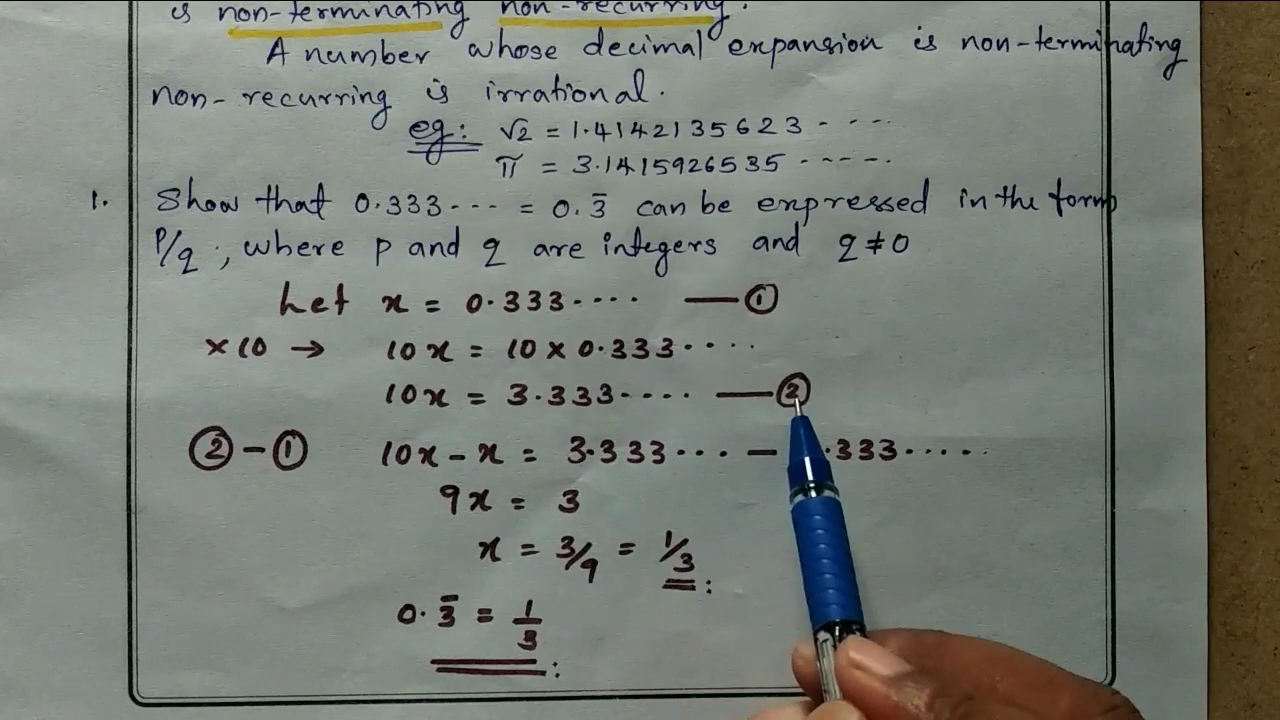 is non-terminating non-recurring.
A number whose decimal expansion is non-terminating
non-recurring is irrational.
eg: √2 = 1.4142135623 - - - -
π = 3.1415926535 - - - - - -
1. Show that 0.333... = 0.3̅ can be expressed in the form
p/q, where p and q are integers and q ≠ 0
Let x = 0.333.... — ①
×10 → 10x = 10 × 0.333....
10x = 3.333.... — ②
② - ① 10x - x = 3.333... - .333.....
9x = 3
x = 3/9 = 1/3
0.3̅ = 1/3